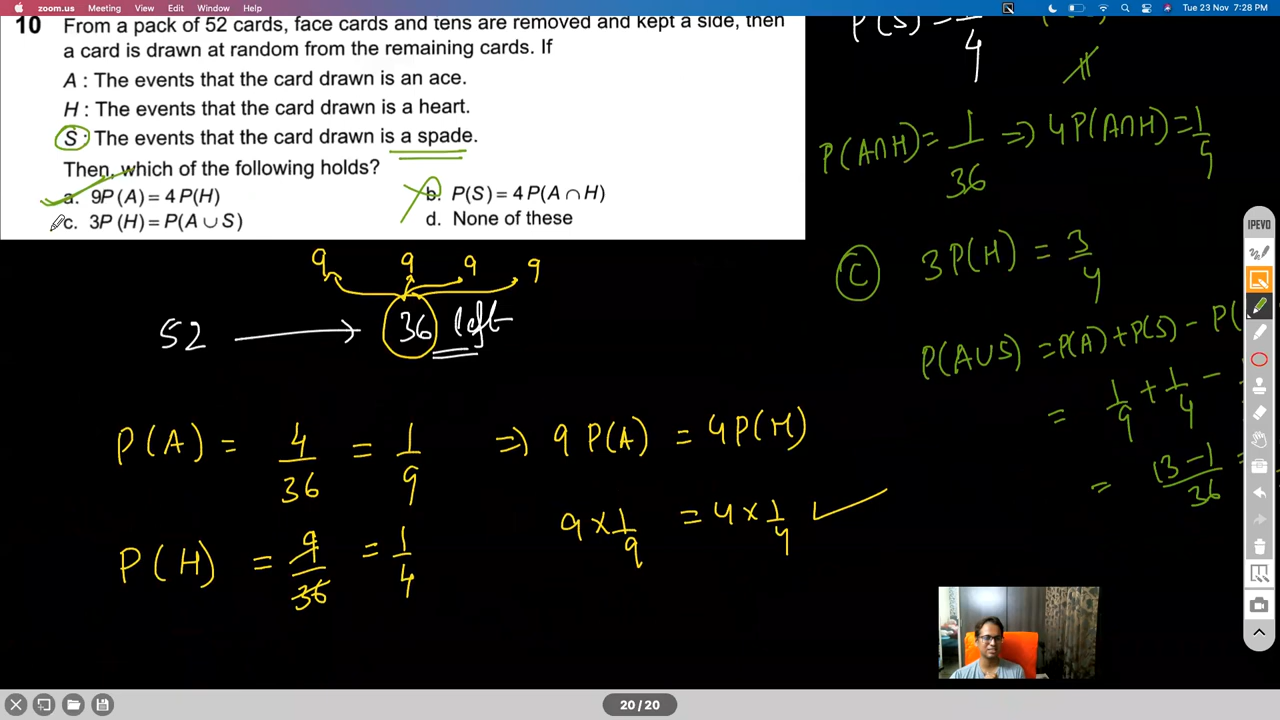 zoom.us Meeting View Edit Window Help Tue 23 Nov 7:28 PM
10 From a pack of 52 cards, face cards and tens are removed and kept a side, then
a card is drawn at random from the remaining cards. If
A : The events that the card drawn is an ace.
H : The events that the card drawn is a heart.
S : The events that the card drawn is a spade.
Then, which of the following holds?
a. 9P(A) = 4P(H)
b. P(S) = 4P(A ∩ H)
c. 3P (H) = P(A ∪ S)
d. None of these
9 9 9 9
52 → 36 left
P(A) = 4/36 = 1/9 ⇒ 9 P(A) = 4P(H)
9 × 1/9 = 4 × 1/4 ✓
P(H) = 9/36 = 1/4
P(S) = 1/4
P(A∩H) = 1/36 ⇒ 4P(A∩H) = 1/9
C 3P(H) = 3/4
P(A∪S) = P(A) + P(S) - P(
= 1/9 + 1/4 -
= 13 - 1/36 =
IPEVO
20 / 20